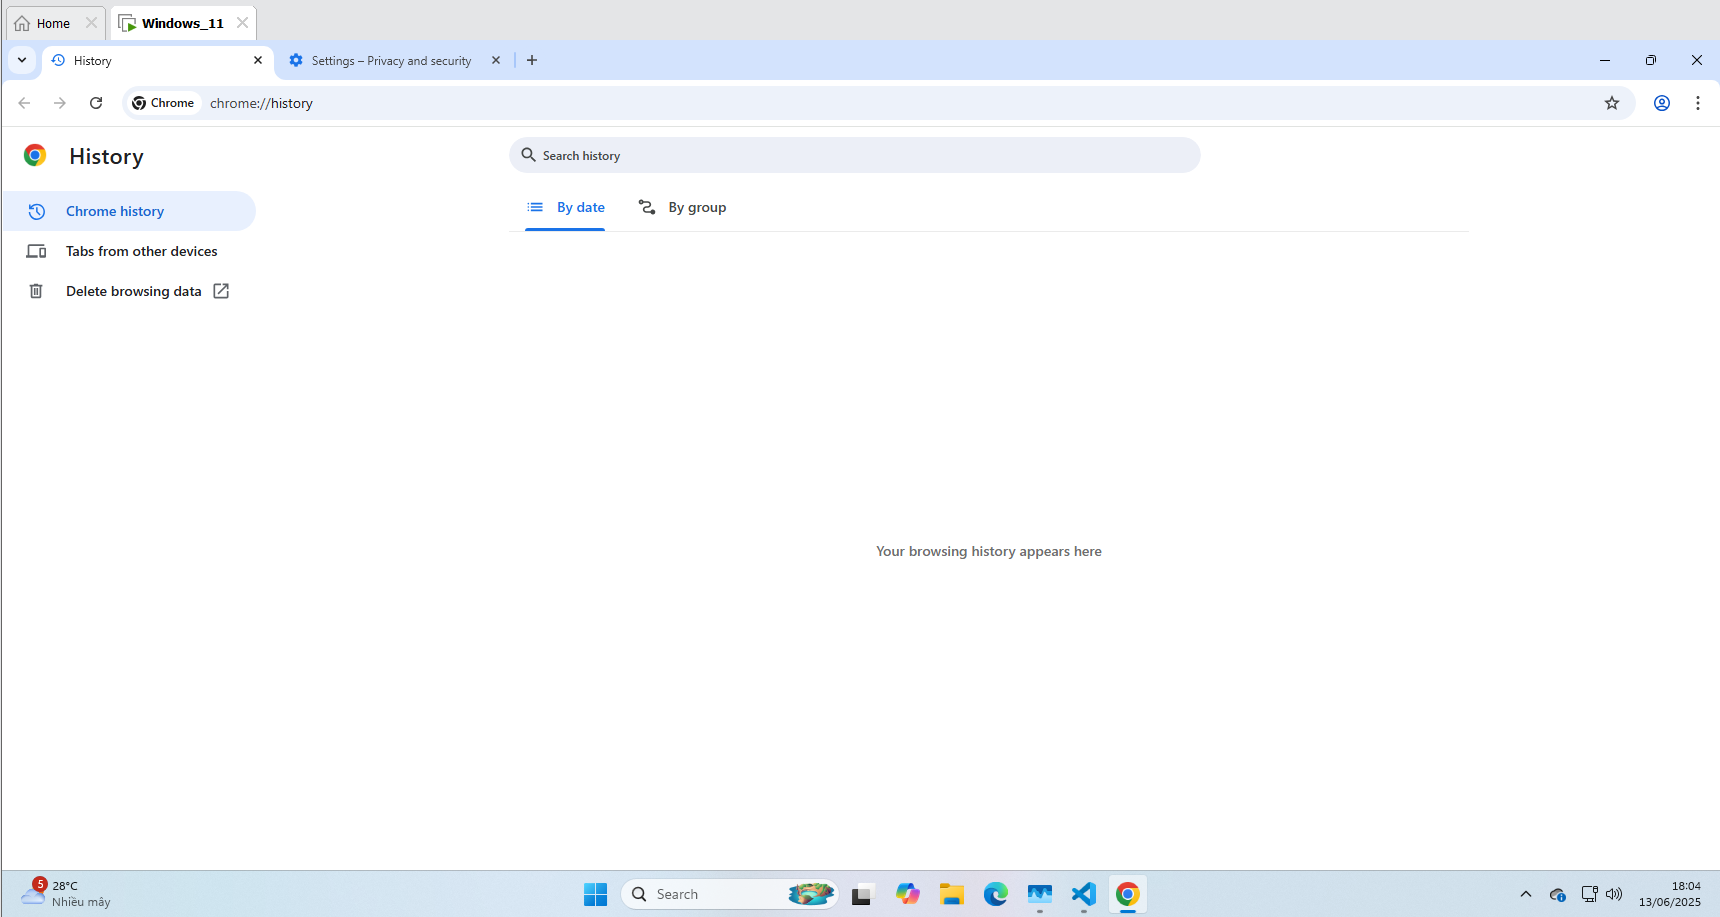 Home
Windows_11
History
Settings – Privacy and security
Chrome
chrome://history
History
Search history
Chrome history
Tabs from other devices
Delete browsing data
By date
By group
Your browsing history appears here
5
28°C
Nhiều mây
Search
18:04
13/06/2025